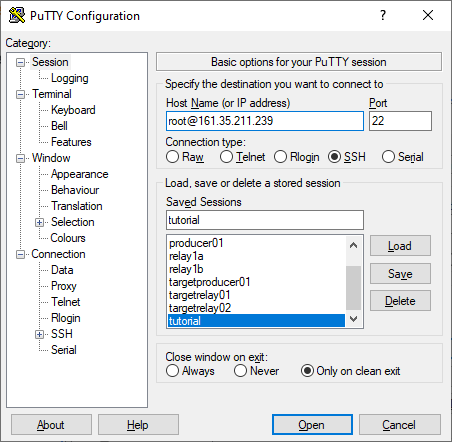 PuTTY Configuration
?
Category:
Session
Logging
Terminal
Keyboard
Bell
Features
Window
Appearance
Behaviour
Translation
Selection
Colours
Connection
Data
Proxy
Telnet
Rlogin
SSH
Serial
Basic options for your PuTTY session
Specify the destination you want to connect to
Host Name (or IP address) Port
root@161.35.211.239 22
Connection type:
Raw Telnet Rlogin SSH Serial
Load, save or delete a stored session
Saved Sessions
tutorial
producer01
relay1a
relay1b
targetproducer01
targetrelay01
targetrelay02
tutorial
Load
Save
Delete
Close window on exit:
Always Never Only on clean exit
About Help Open Cancel